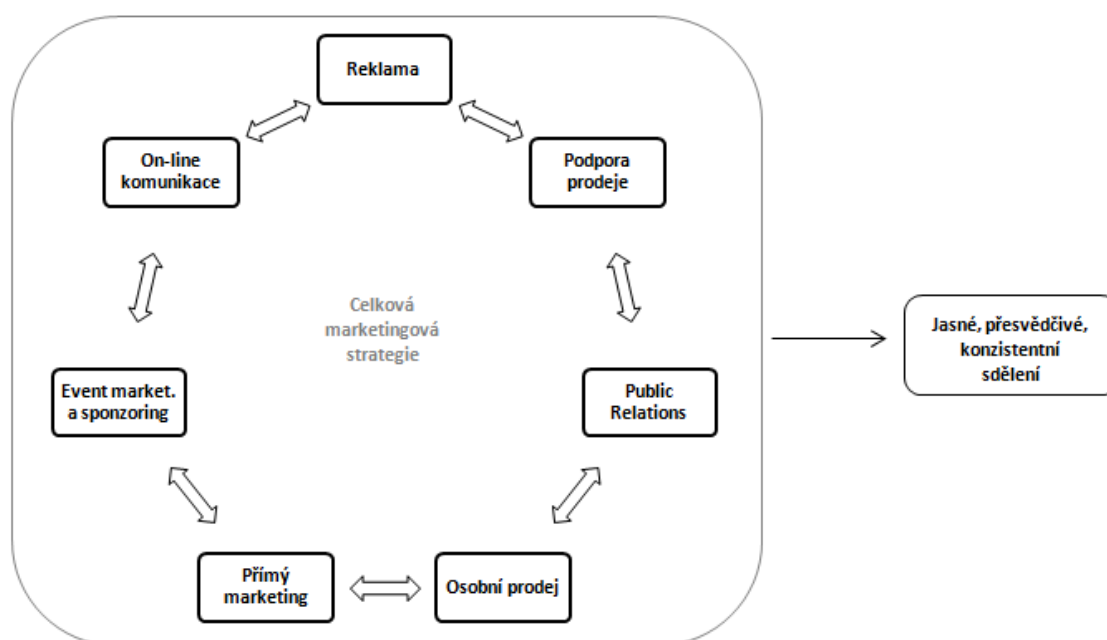 Reklama
On-line
komunikace
Podpora
prodeje
Celková
marketingová
strategie
Jasné, přesvědčivé,
konzistentní
sdělení
Event market.
a sponzoring
Public
Relations
Přímý
marketing
Osobní prodej